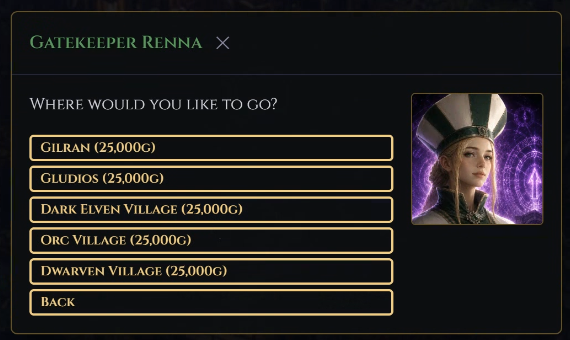 Gatekeeper Renna
Where would you like to go?
Gilran (25,000g)
Gludios (25,000g)
Dark Elven Village (25,000g)
Orc Village (25,000g)
Dwarven Village (25,000g)
Back